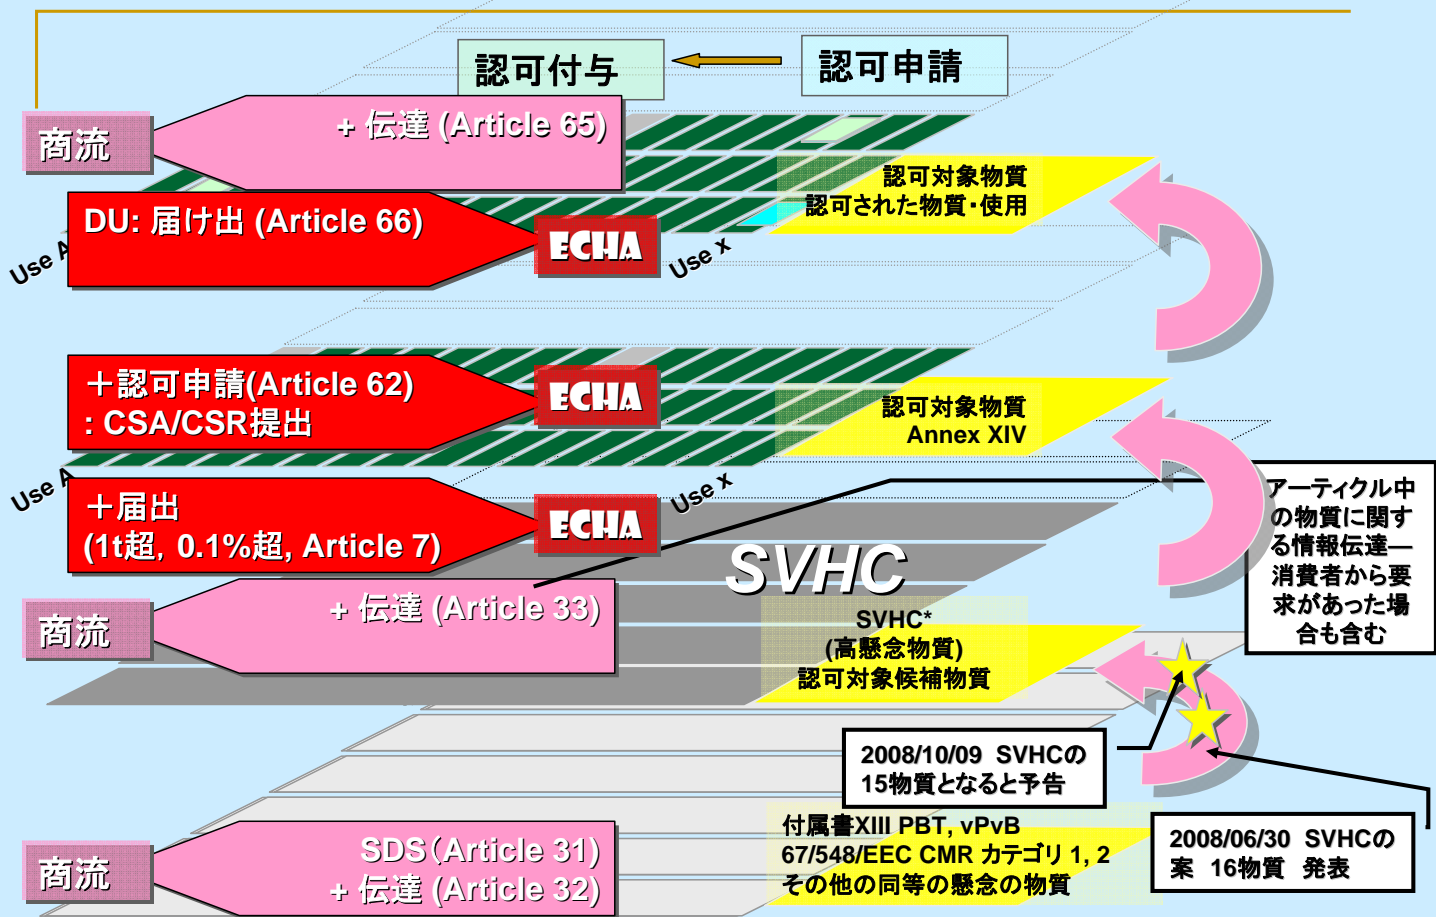 認可付与
認可申請
商流
+ 伝達 (Article 65)
認可対象物質
認可された物質・使用
DU: 届け出 (Article 66)
ECHA
Use A
Use x
＋認可申請(Article 62)
: CSA/CSR提出
ECHA
認可対象物質
Annex XIV
Use A
Use x
＋届出
(1t超, 0.1%超, Article 7)
ECHA
アーティクル中
の物質に関す
る情報伝達―
消費者から要
求があった場
合も含む
SVHC
商流
+ 伝達 (Article 33)
SVHC*
(高懸念物質)
認可対象候補物質
2008/10/09 SVHCの
15物質となると予告
商流
SDS（Article 31)
+ 伝達 (Article 32)
付属書XIII PBT, vPvB
67/548/EEC CMR カテゴリ 1, 2
その他の同等の懸念の物質
2008/06/30 SVHCの
案 16物質 発表